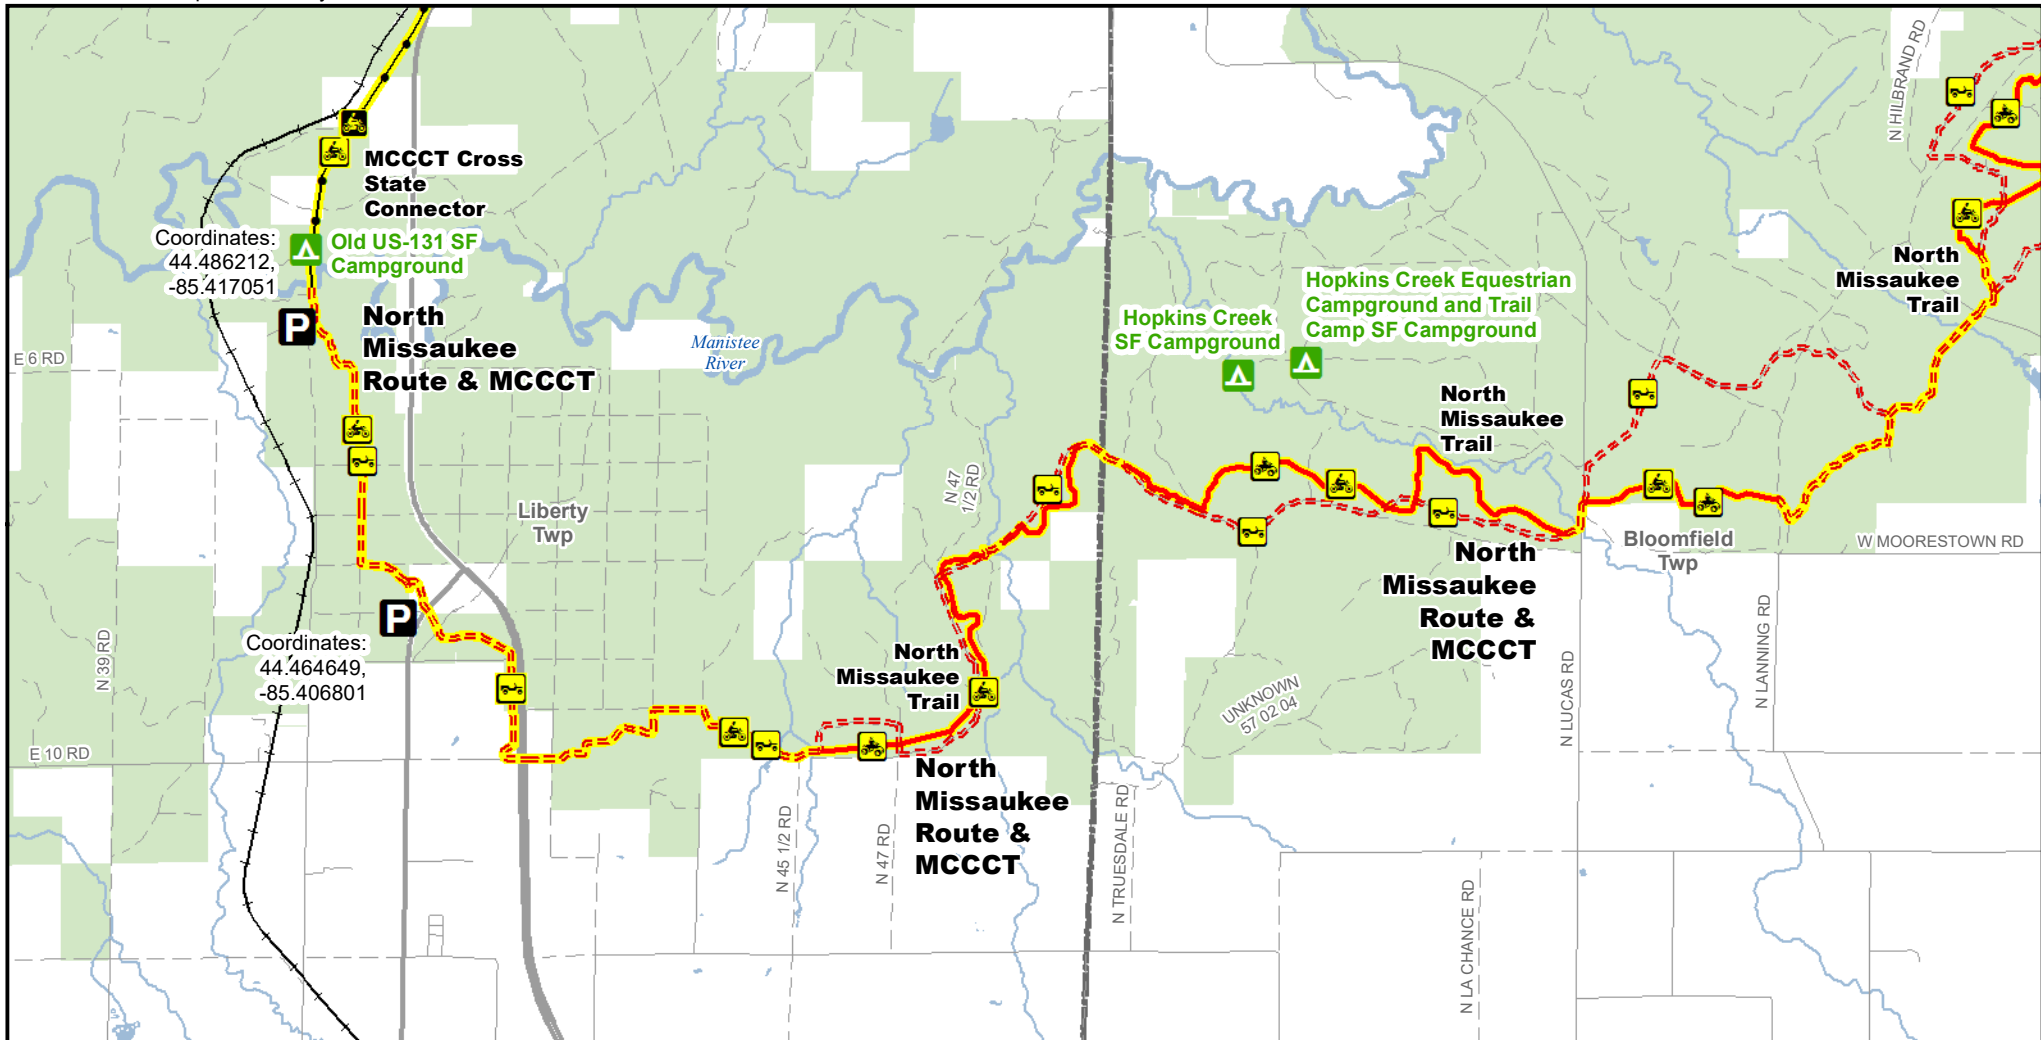 MCCCT Cross
State
Connector
Coordinates:
44.486212,
-85.417051
Old US-131 SF
Campground
P
North
Missaukee
Route & MCCCT
E 6 RD
Manistee
River
Hopkins Creek
SF Campground
Hopkins Creek Equestrian
Campground and Trail
Camp SF Campground
N HILBRAND RD
North
Missaukee
Trail
North
Missaukee
Trail
N 47
1/2 RD
Liberty
Twp
P
Coordinates:
44.464649,
-85.406801
N 39 RD
E 10 RD
North
Missaukee
Trail
North
Missaukee
Route &
MCCCT
Bloomfield
Twp
W MOORESTOWN RD
UNKNOWN
57 02 04
N LUCAS RD
N LANNING RD
North
Missaukee
Route &
MCCCT
N 45 1/2 RD
N 47 RD
N TRUESDALE RD
N LA CHANCE RD